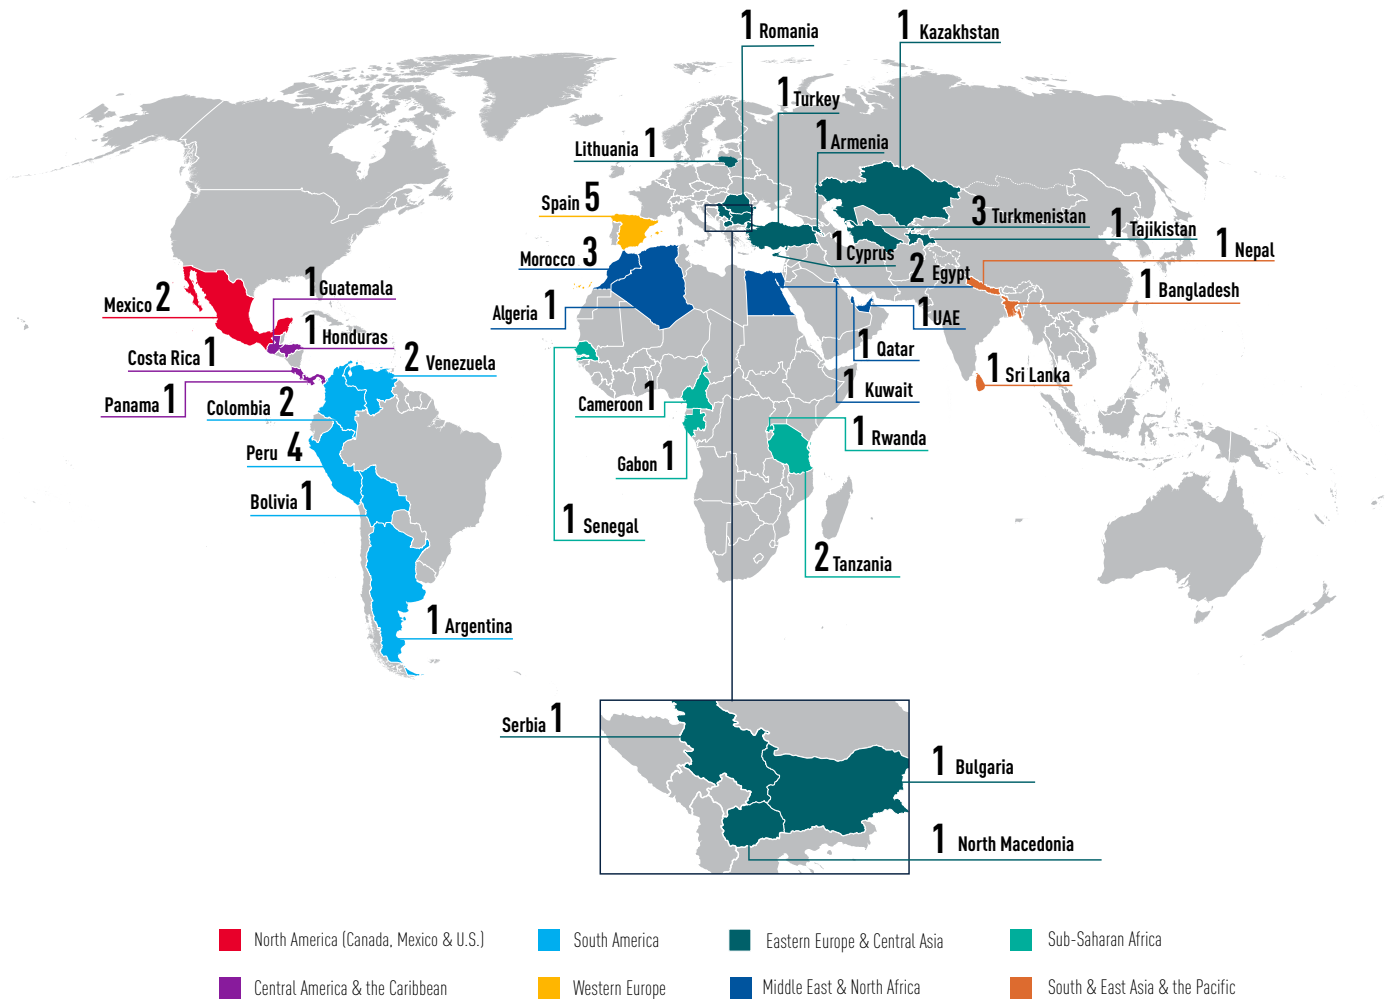 1 Romania
1 Kazakhstan
1 Turkey
1 Armenia
Lithuania 1
Spain 5
3 Turkmenistan
1 Tajikistan
1 Nepal
Morocco 3
1 Cyprus
2 Egypt
Mexico 2
1 Guatemala
Algeria 1
1 UAE
1 Bangladesh
1 Honduras
Costa Rica 1
2 Venezuela
1 Qatar
1 Sri Lanka
1 Kuwait
Panama 1
Colombia 2
Cameroon 1
Peru 4
Gabon 1
1 Rwanda
Bolivia 1
1 Senegal
2 Tanzania
1 Argentina
Serbia 1
1 Bulgaria
1 North Macedonia
North America (Canada, Mexico & U.S.)
South America
Eastern Europe & Central Asia
Sub-Saharan Africa
Central America & the Caribbean
Western Europe
Middle East & North Africa
South & East Asia & the Pacific